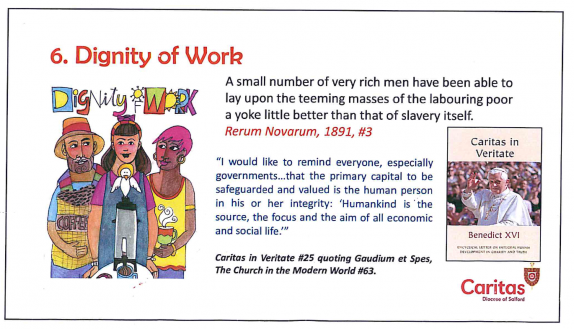 6. Dignity of Work
DigNity of WORK
COFFEE
A small number of very rich men have been able to
lay upon the teeming masses of the labouring poor
a yoke little better than that of slavery itself.
Rerum Novarum, 1891, #3
“I would like to remind everyone, especially
governments...that the primary capital to be
safeguarded and valued is the human person
in his or her integrity: ‘Humankind is the
source, the focus and the aim of all economic
and social life.’”
Caritas in Veritate #25 quoting Gaudium et Spes,
The Church in the Modern World #63.
Caritas in
Veritate
Benedict XVI
ENCYCLICAL LETTER ON INTEGRAL HUMAN
DEVELOPMENT IN CHARITY AND TRUTH
Caritas
Diocese of Salford